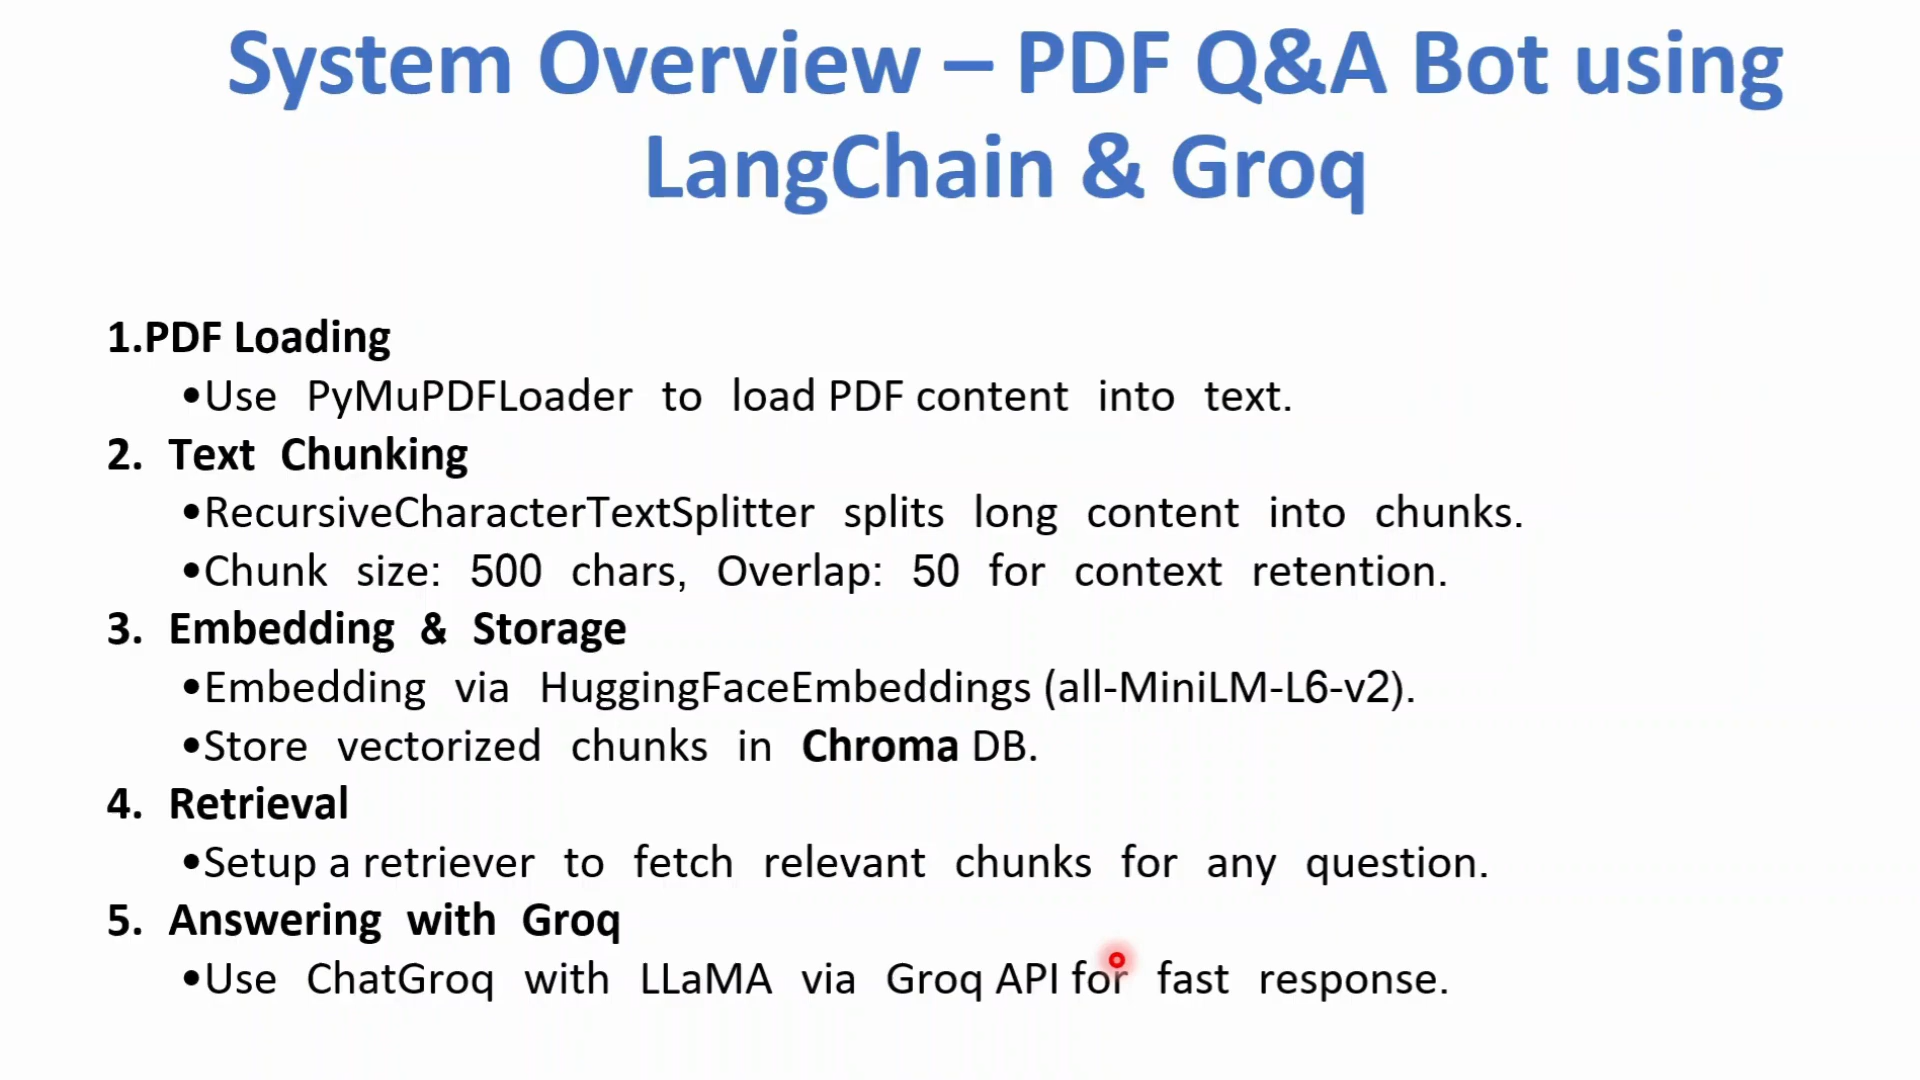 System Overview – PDF Q&A Bot using
LangChain & Groq
1.PDF Loading
•Use PyMuPDFLoader to load PDF content into text.
2. Text Chunking
•RecursiveCharacterTextSplitter splits long content into chunks.
•Chunk size: 500 chars, Overlap: 50 for context retention.
3. Embedding & Storage
•Embedding via HuggingFaceEmbeddings (all-MiniLM-L6-v2).
•Store vectorized chunks in Chroma DB.
4. Retrieval
•Setup a retriever to fetch relevant chunks for any question.
5. Answering with Groq
•Use ChatGroq with LLaMA via Groq API for fast response.